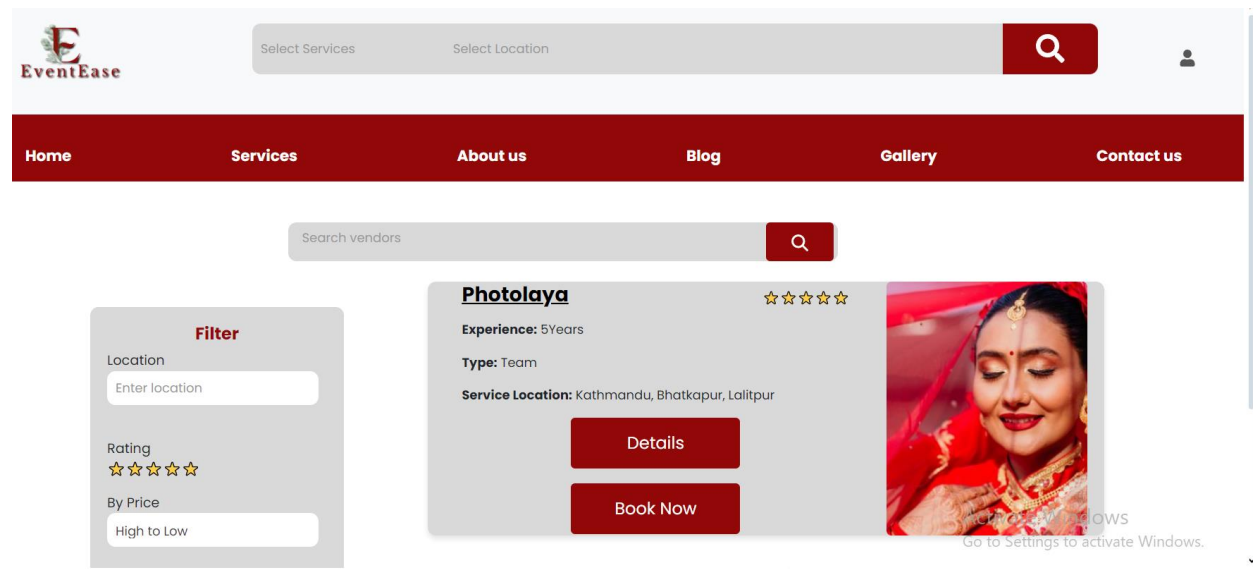 E
EventEase
Select Services Select Location
Home Services About us Blog Gallery Contact us
Search vendors
Filter
Location
Enter location
Rating
By Price
High to Low
Photolaya
Experience: 5Years
Type: Team
Service Location: Kathmandu, Bhatkapur, Lalitpur
Details
Book Now
Activate Windows
Go to Settings to activate Windows.